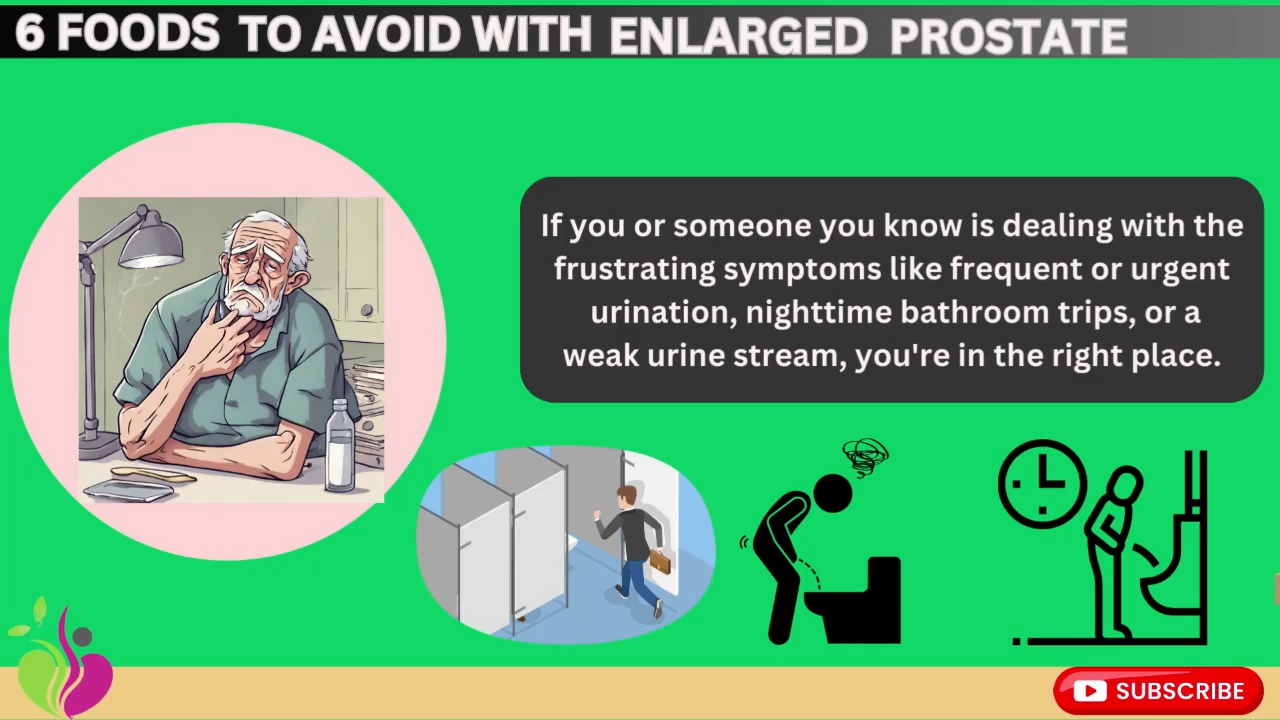 6 FOODS TO AVOID WITH ENLARGED PROSTATE
If you or someone you know is dealing with the
frustrating symptoms like frequent or urgent
urination, nighttime bathroom trips, or a
weak urine stream, you're in the right place.
SUBSCRIBE